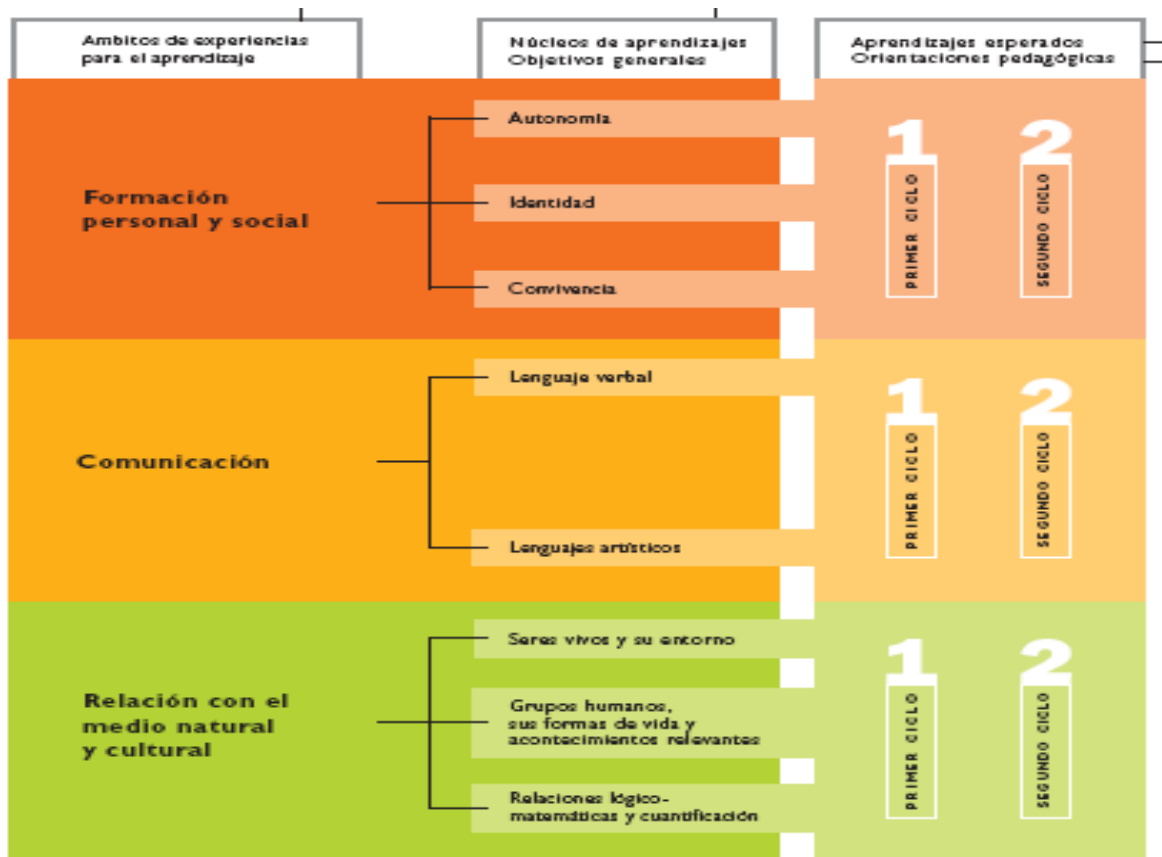 Ambitos de experiencias
para el aprendizaje
Núcleos de aprendizajes
Objetivos generales
Aprendizajes esperados
Orientaciones pedagógicas
Formación
personal y social
Autonomía
Identidad
Convivencia
1
PRIMER CICLO
2
SEGUNDO CICLO
Comunicación
Lenguaje verbal
Lenguajes artísticos
1
PRIMER CICLO
2
SEGUNDO CICLO
Relación con el
medio natural
y cultural
Seres vivos y su entorno
Grupos humanos,
sus formas de vida y
acontecimientos relevantes
Relaciones lógico-
matemáticas y cuantificación
1
PRIMER CICLO
2
SEGUNDO CICLO